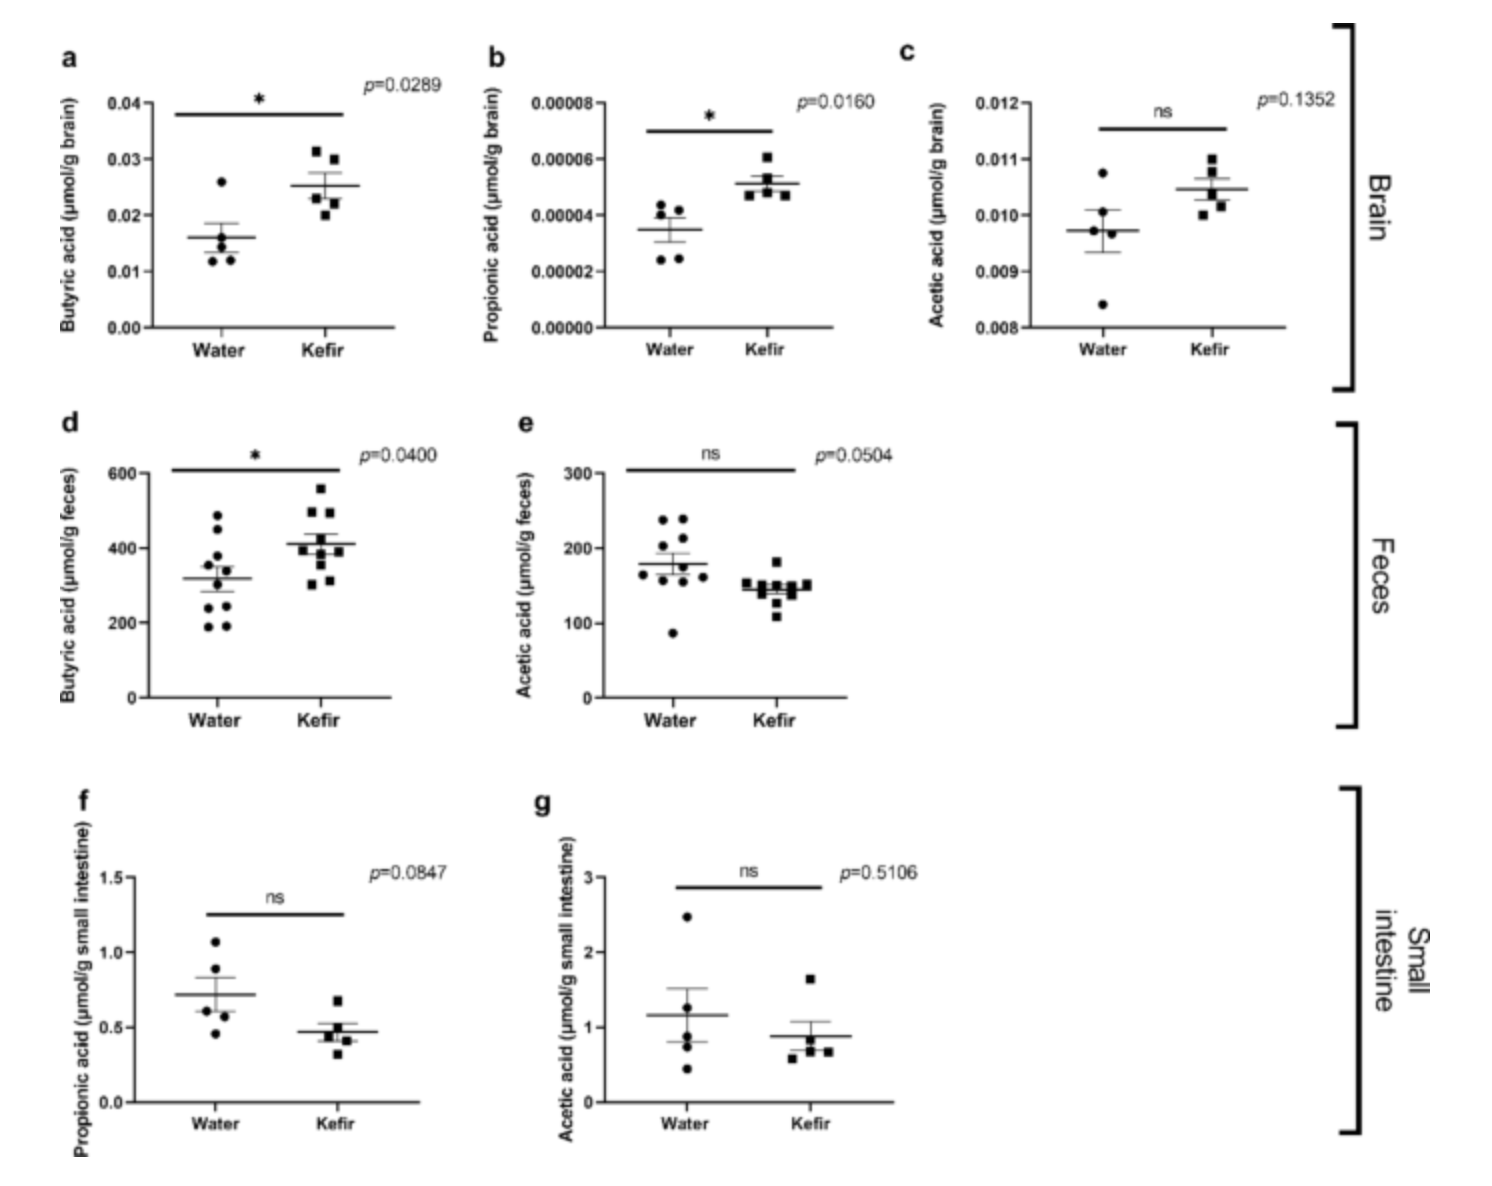 a
p=0.0289
*
Butyric acid (µmol/g brain)
0.04
0.03
0.02
0.01
0.00
Water
Kefir
b
p=0.0160
*
Propionic acid (µmol/g brain)
0.00008
0.00006
0.00004
0.00002
0.00000
Water
Kefir
c
p=0.1352
ns
Acetic acid (µmol/g brain)
0.012
0.011
0.010
0.009
0.008
Water
Kefir
Brain
d
p=0.0400
*
Butyric acid (µmol/g feces)
600
400
200
0
Water
Kefir
e
p=0.0504
ns
Acetic acid (µmol/g feces)
300
200
100
0
Water
Kefir
Feces
f
p=0.0847
ns
Propionic acid (µmol/g small intestine)
1.5
1.0
0.5
0.0
Water
Kefir
g
p=0.5106
ns
Acetic acid (µmol/g small intestine)
3
2
1
0
Water
Kefir
Small
intestine